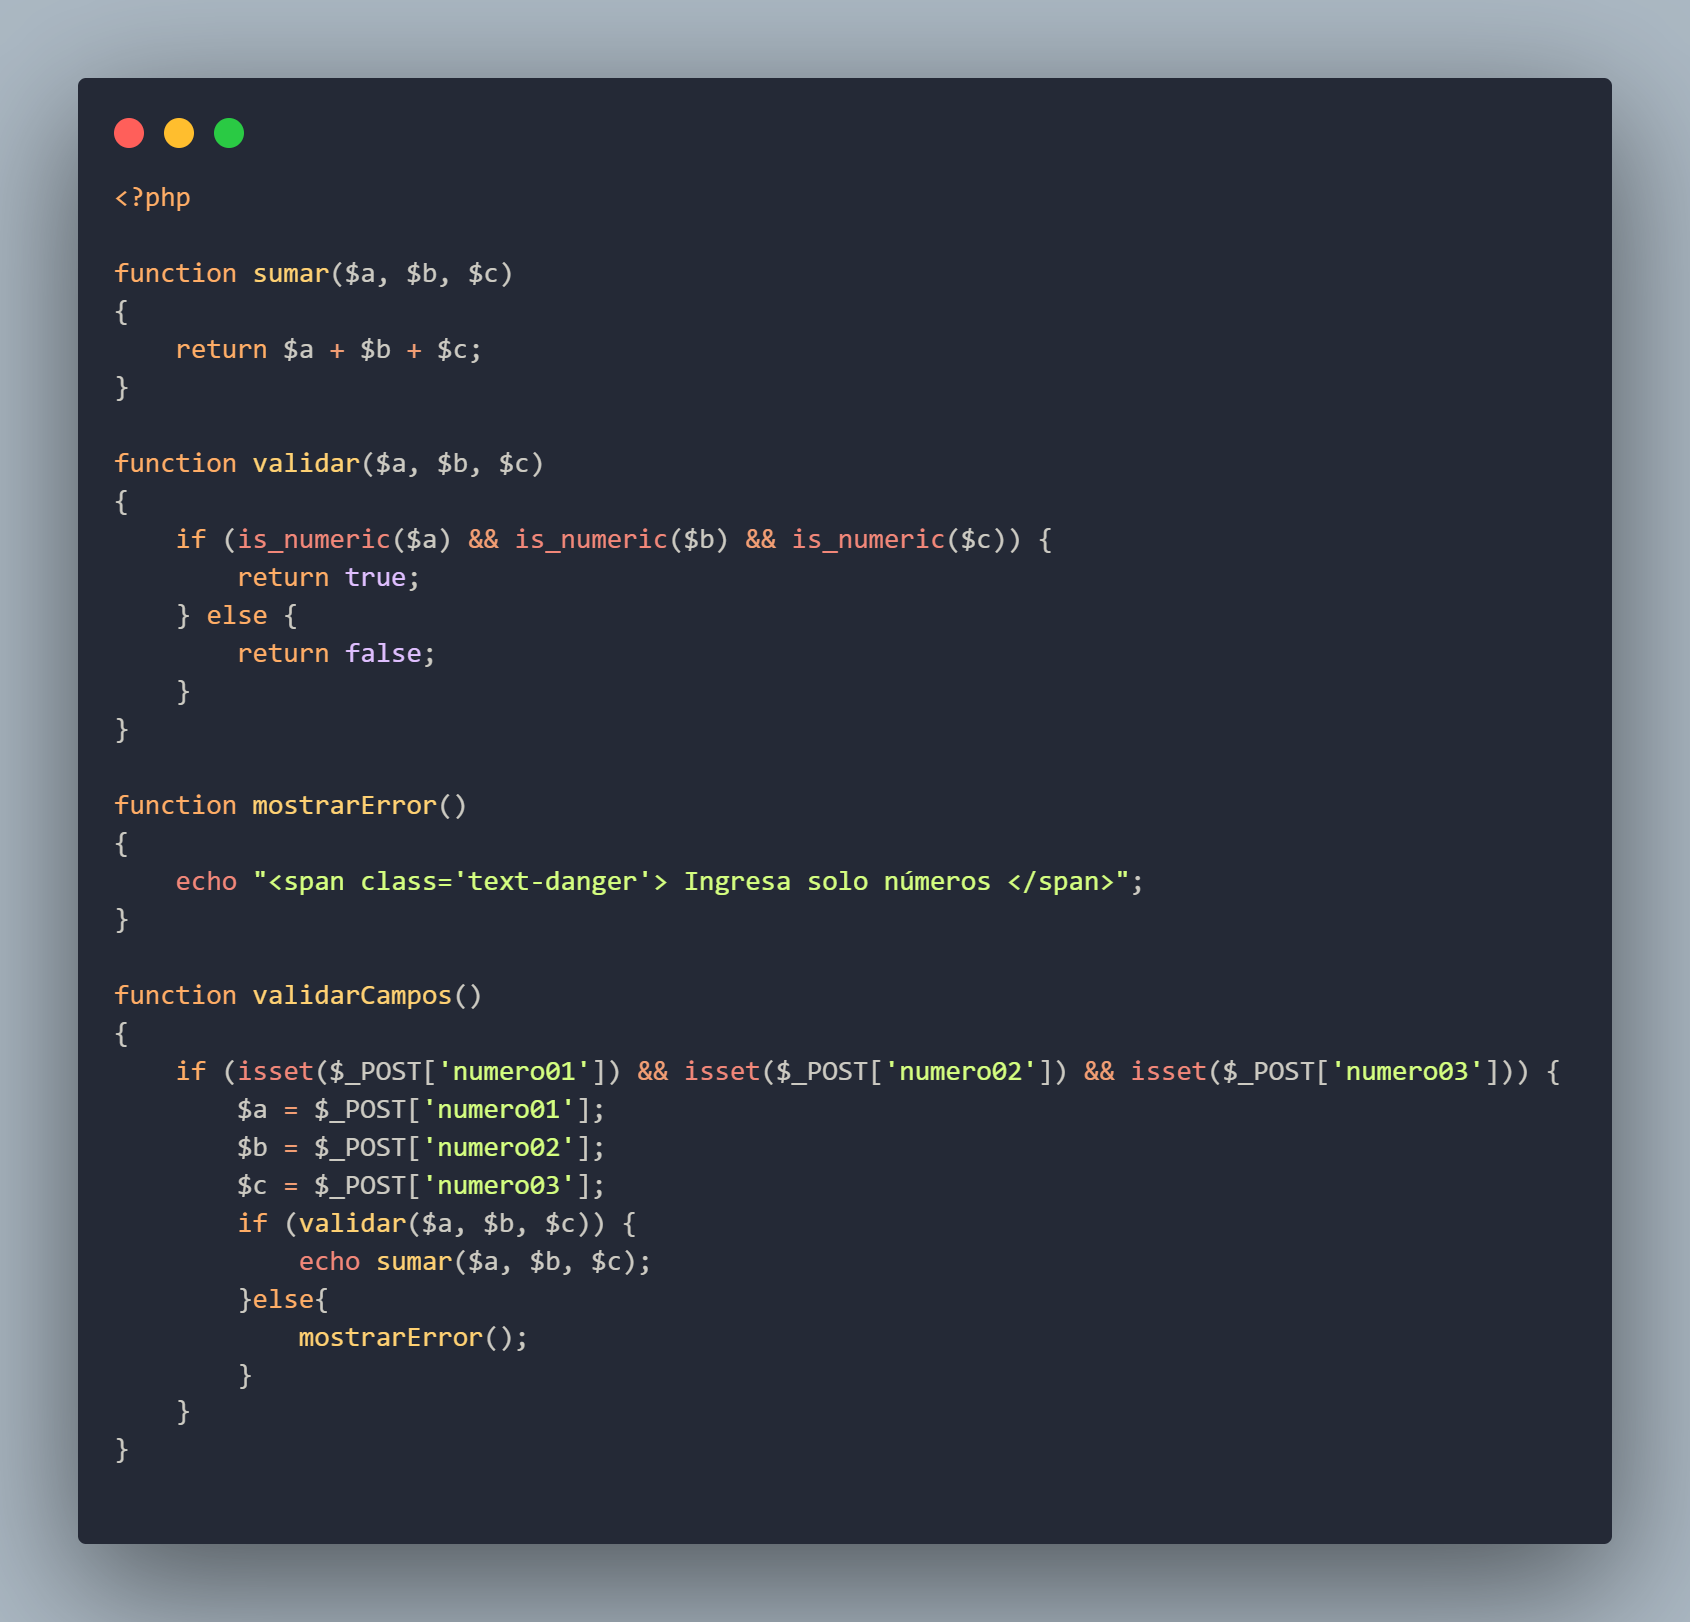 <?php

function sumar($a, $b, $c)
{
    return $a + $b + $c;
}

function validar($a, $b, $c)
{
    if (is_numeric($a) && is_numeric($b) && is_numeric($c)) {
        return true;
    } else {
        return false;
    }
}

function mostrarError()
{
    echo "<span class='text-danger'> Ingresa solo números </span>";
}

function validarCampos()
{
    if (isset($_POST['numero01']) && isset($_POST['numero02']) && isset($_POST['numero03'])) {
        $a = $_POST['numero01'];
        $b = $_POST['numero02'];
        $c = $_POST['numero03'];
        if (validar($a, $b, $c)) {
            echo sumar($a, $b, $c);
        }else{
            mostrarError();
        }
    }
}